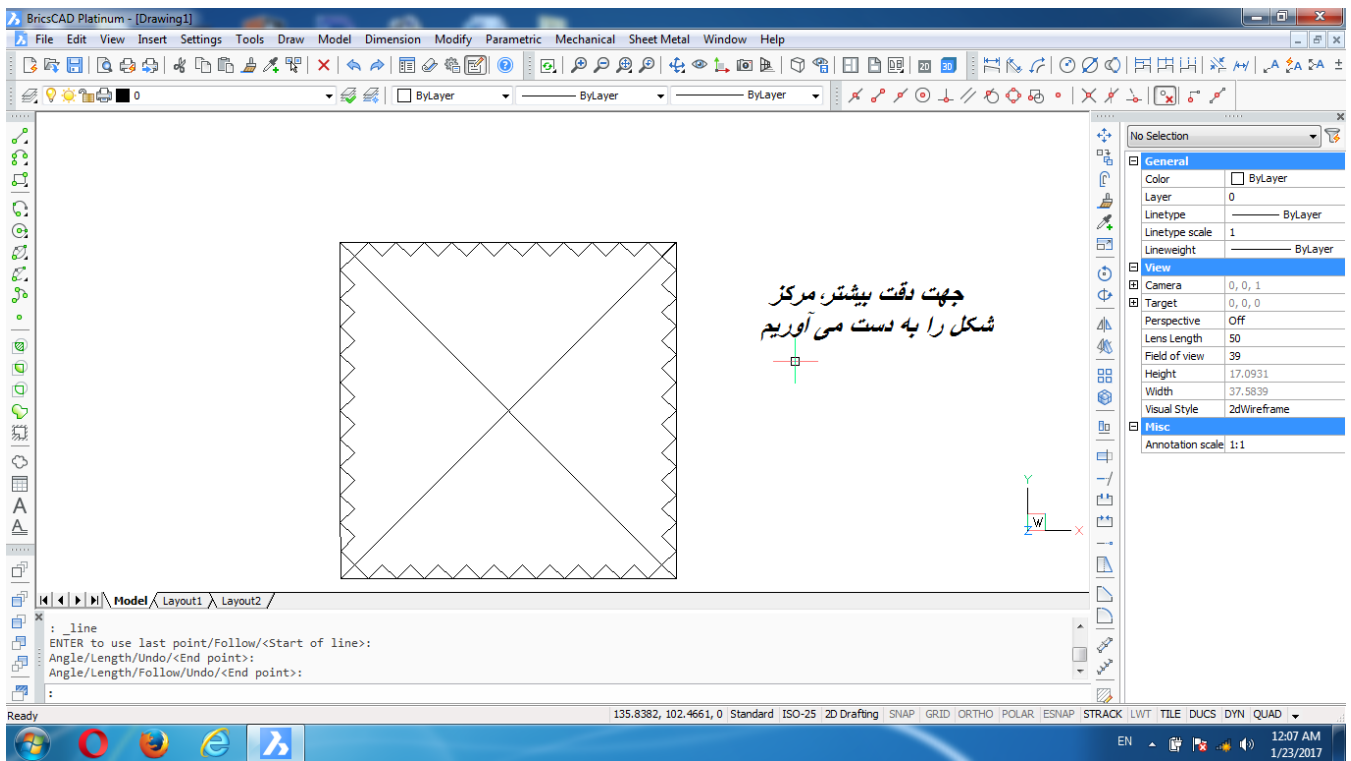 BricsCAD Platinum - [Drawing1]
File Edit View Insert Settings Tools Draw Model Dimension Modify Parametric Mechanical Sheet Metal Window Help
0 ByLayer ByLayer ByLayer
جهت دقت بیشتر، مرکز
شکل را به دست می آوریم
Y
W
Z X
No Selection
General
Color ByLayer
Layer 0
Linetype ByLayer
Linetype scale 1
Lineweight ByLayer
View
Camera 0, 0, 1
Target 0, 0, 0
Perspective Off
Lens Length 50
Field of view 39
Height 17.0931
Width 37.5839
Visual Style 2dWireframe
Misc
Annotation scale 1:1
Model Layout1 Layout2
: _line
ENTER to use last point/Follow/<Start of line>:
Angle/Length/Undo/<End point>:
Angle/Length/Follow/Undo/<End point>:
:
Ready 135.8382, 102.4661, 0 Standard ISO-25 2D Drafting SNAP GRID ORTHO POLAR ESNAP STRACK LWT TILE DUCS DYN QUAD
EN 12:07 AM
1/23/2017